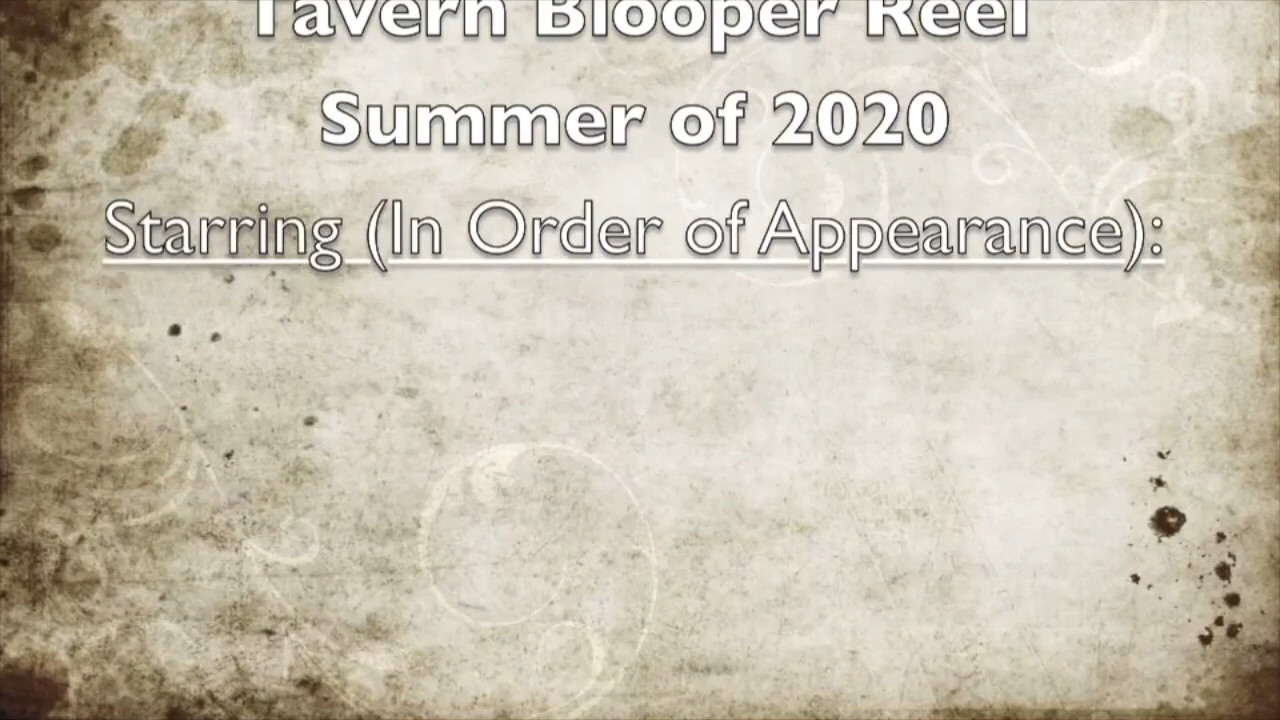 Tavern Blooper Reel
Summer of 2020
Starring (In Order of Appearance):